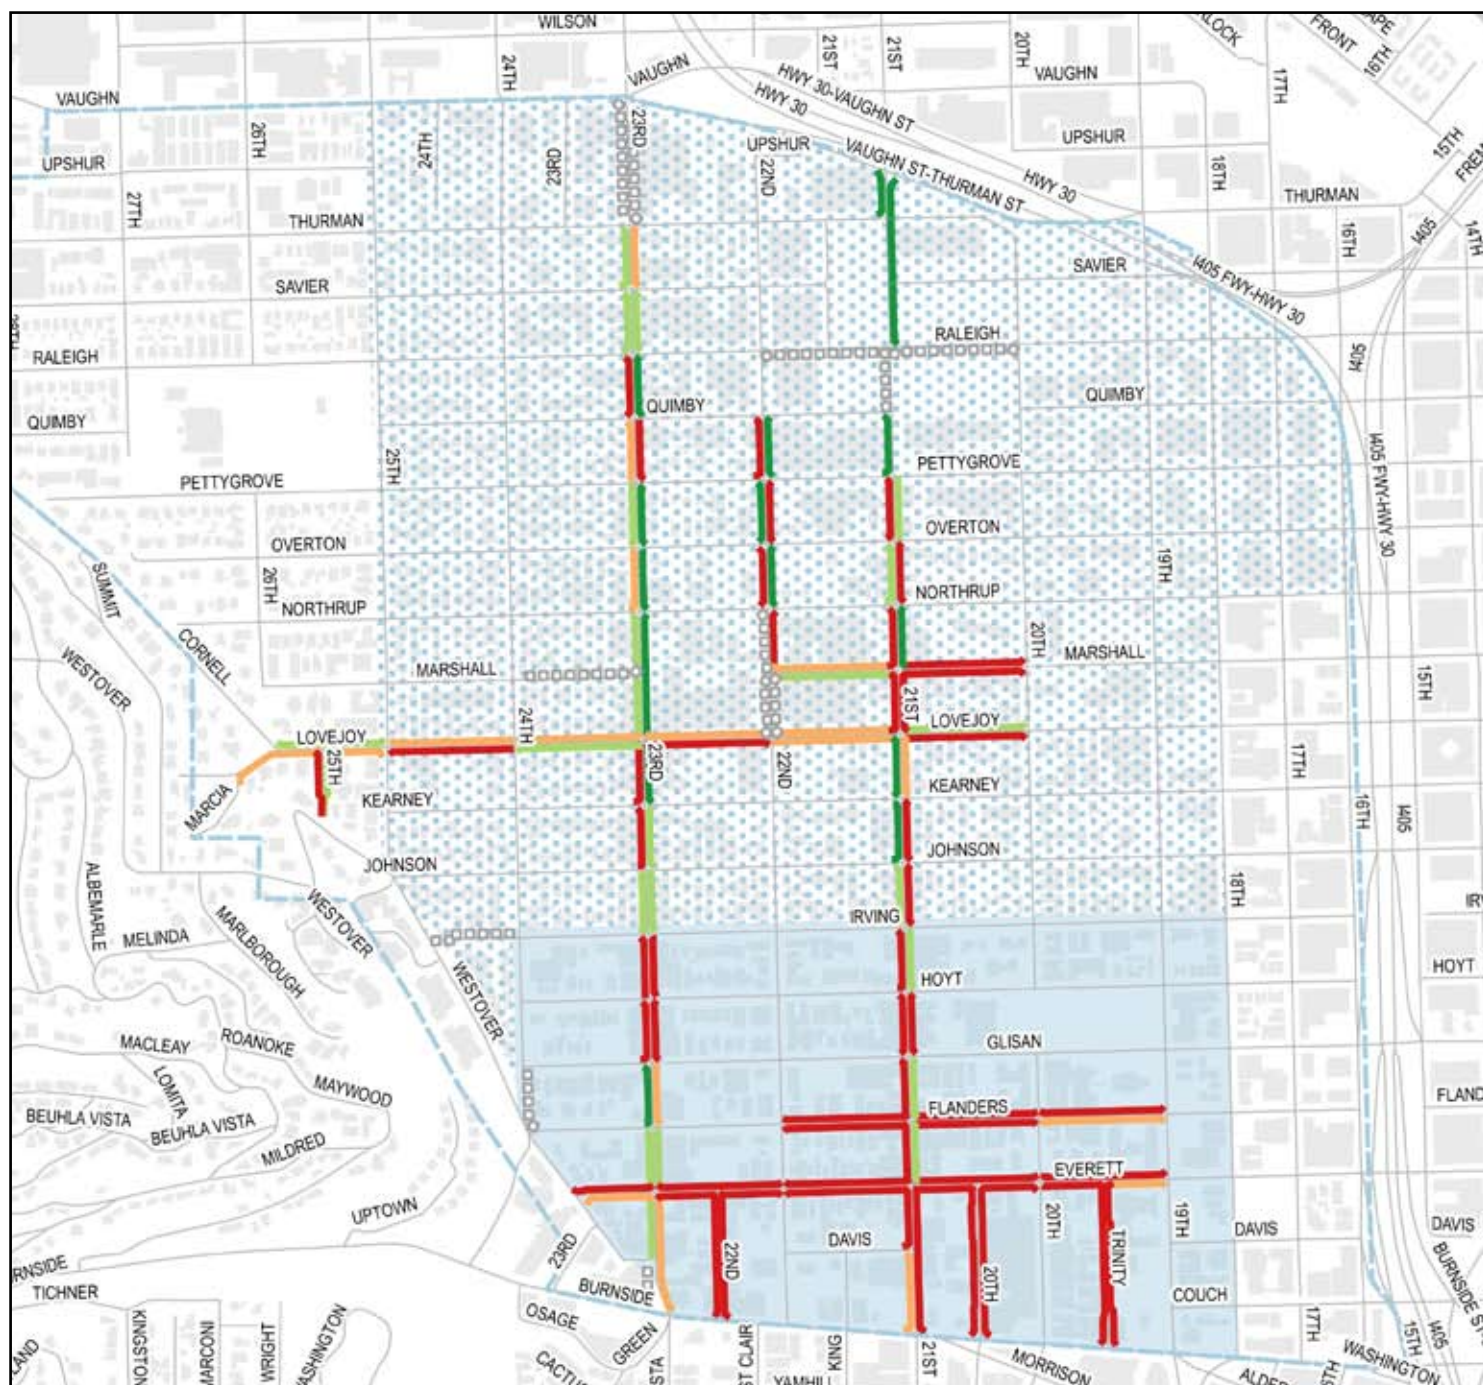 WILSON
VAUGHN
24TH
21ST
21ST
20TH
VAUGHN
FRONT
16TH
17TH
HWY 30-VAUGHN ST
HWY 30
VAUGHN
UPSHUR
26TH
24TH
23RD
23RD
UPSHUR
22ND
VAUGHN ST-THURMAN ST
HWY 30
UPSHUR
18TH
15TH
27TH
THURMAN
THURMAN
16TH
I405
14TH
SAVIER
SAVIER
I405 FWY-HWY 30
RALEIGH
RALEIGH
I405
QUIMBY
QUIMBY
QUIMBY
25TH
PETTYGROVE
PETTYGROVE
I405 FWY-HWY 30
OVERTON
OVERTON
SUMMIT
26TH
NORTHRUP
NORTHRUP
19TH
CORNELL
WESTOVER
MARSHALL
20TH
MARSHALL
15TH
LOVEJOY
24TH
21ST
LOVEJOY
25TH
23RD
22ND
17TH
MARCIA
KEARNEY
KEARNEY
16TH
I405
JOHNSON
JOHNSON
ALBEMARLE
WESTOVER
18TH
IRVING
MELINDA
MARLBOROUGH
WESTOVER
HOYT
HOYT
MACLEAY
ROANOKE
GLISAN
LOMITA
MAYWOOD
BEUHLA VISTA
BEUHLA VISTA
FLANDERS
MILDRED
EVERETT
UPTOWN
23RD
22ND
DAVIS
20TH
20TH
TRINITY
19TH
DAVIS
DAVIS
TICHNER
BURNSIDE
COUCH
KINGSTON
MARCONI
WRIGHT
WASHINGTON
OSAGE
GREEN
ST CLAIR
KING
21ST
MORRISON
17TH
15TH
I405
WASHINGTON
YAMHILL